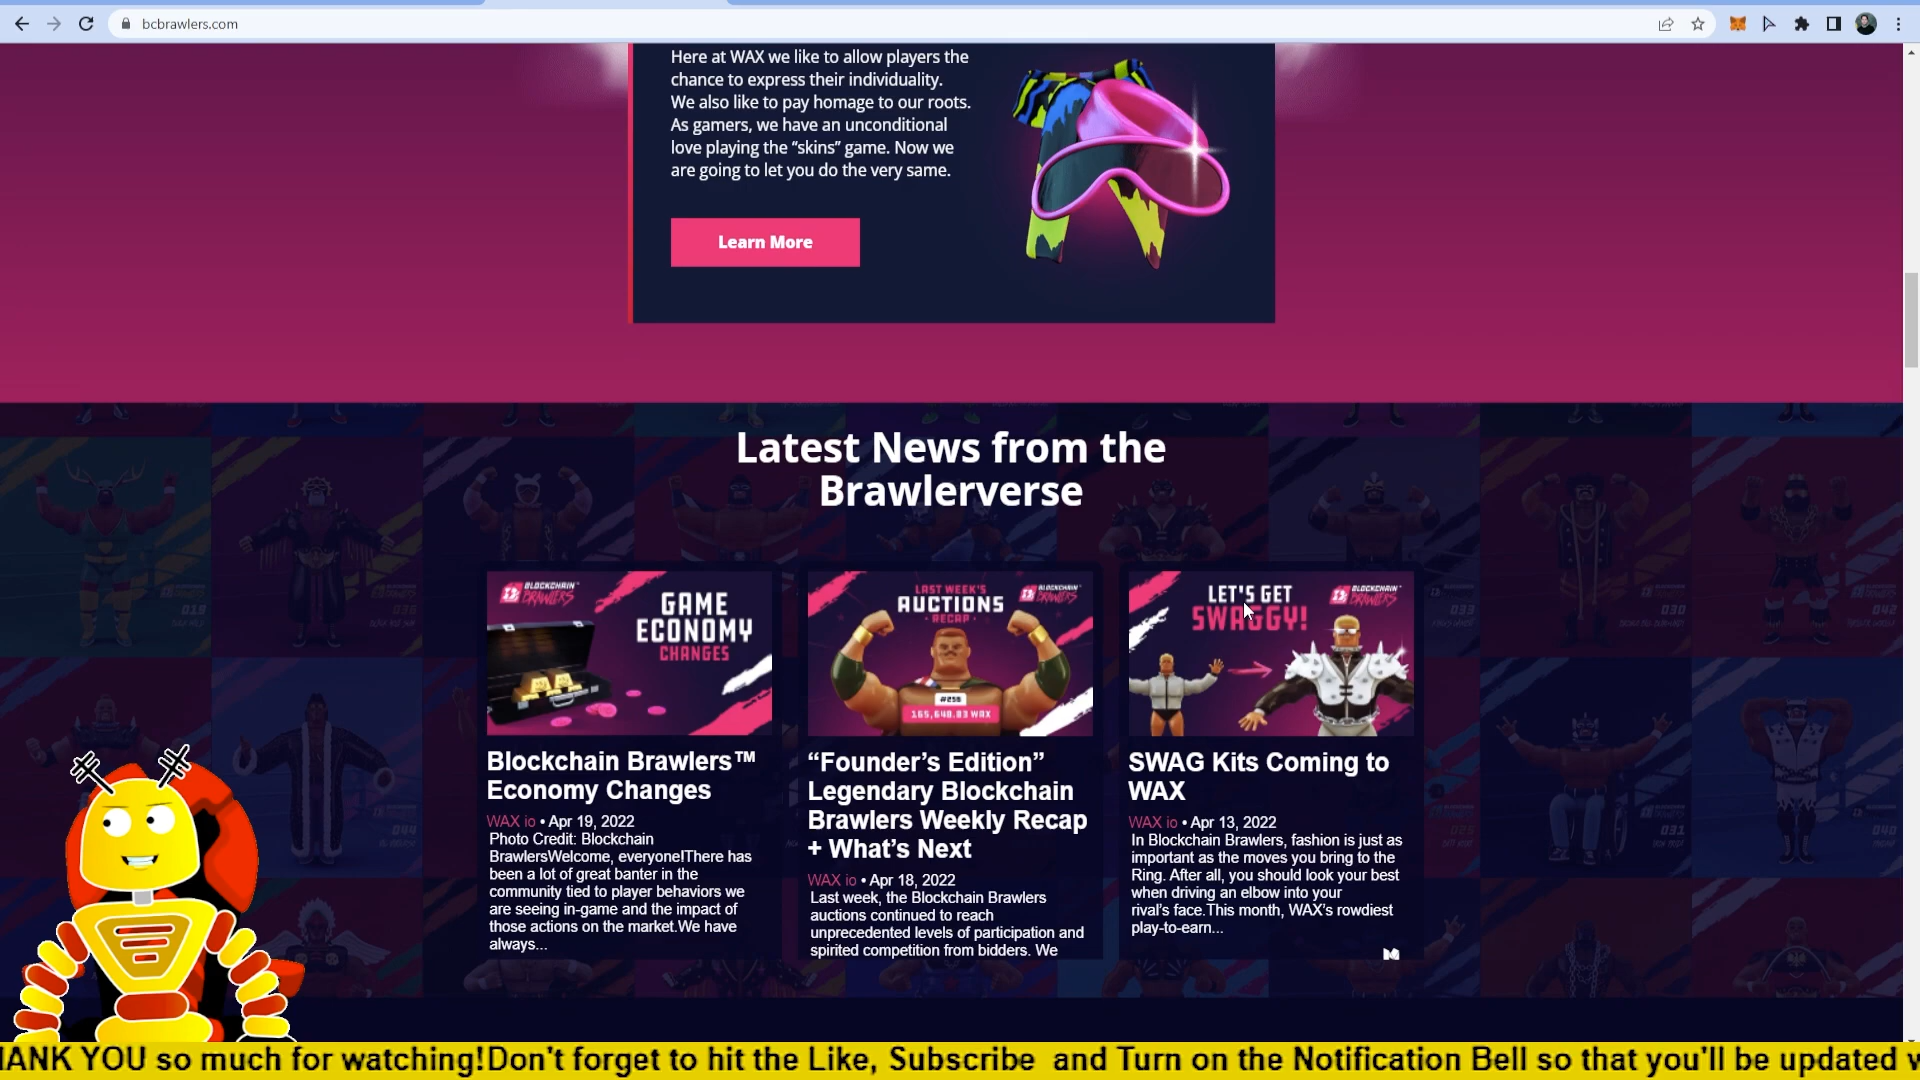 bcbrawlers.com
Here at WAX we like to allow players the
chance to express their individuality.
We also like to pay homage to our roots.
As gamers, we have an unconditional
love playing the “skins” game. Now we
are going to let you do the very same.
Learn More
Latest News from the
Brawlerverse
BLOCKCHAIN
BRAWLERS
GAME
ECONOMY
CHANGES
Blockchain Brawlers™
Economy Changes
WAX io • Apr 19, 2022
Photo Credit: Blockchain
BrawlersWelcome, everyone!There has
been a lot of great banter in the
community tied to player behaviors we
are seeing in-game and the impact of
those actions on the market.We have
always...
LAST WEEK'S
AUCTIONS
RECAP
BLOCKCHAIN
BRAWLERS
165,648.83 WAX
“Founder’s Edition”
Legendary Blockchain
Brawlers Weekly Recap
+ What’s Next
WAX io • Apr 18, 2022
Last week, the Blockchain Brawlers
auctions continued to reach
unprecedented levels of participation and
spirited competition from bidders. We
LET'S GET
SWAGGY!
BLOCKCHAIN
BRAWLERS
SWAG Kits Coming to
WAX
WAX io • Apr 13, 2022
In Blockchain Brawlers, fashion is just as
important as the moves you bring to the
Ring. After all, you should look your best
when driving an elbow into your
rival’s face.This month, WAX’s rowdiest
play-to-earn...
HANK YOU so much for watching!Don't forget to hit the Like, Subscribe and Turn on the Notification Bell so that you'll be updated w